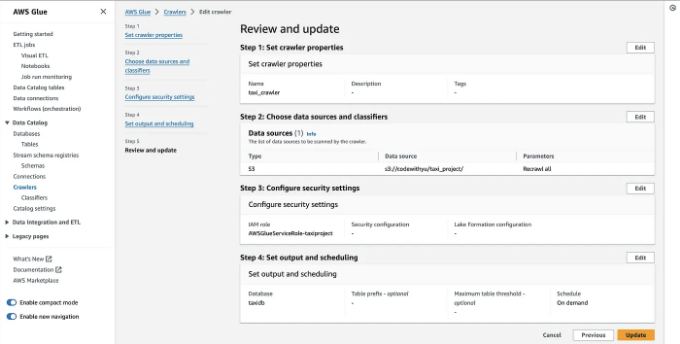 AWS Glue
Getting started
ETL jobs
Visual ETL
Notebooks
Job run monitoring
Data Catalog tables
Data connections
Workflows (orchestration)
Data Catalog
Databases
Tables
Stream schema registries
Schemas
Connections
Crawlers
Classifiers
Catalog settings
Data Integration and ETL
Legacy pages
What's New
Documentation
AWS Marketplace
Enable compact mode
Enable new navigation
AWS Glue > Crawlers > Edit crawler
Step 1
Set crawler properties
Step 2
Choose data sources and
classifiers
Step 3
Configure security settings
Step 4
Set output and scheduling
Step 5
Review and update
Review and update
Step 1: Set crawler properties Edit
Set crawler properties
Name Description Tags
taxi_crawler - -
Step 2: Choose data sources and classifiers Edit
Data sources (1) Info
The list of data sources to be scanned by the crawler.
Type Data source Parameters
S3 s3://codewithyu/taxi_project/ Recrawl all
Step 3: Configure security settings Edit
Configure security settings
IAM role Security configuration Lake Formation configuration
AWSGlueServiceRole-taxiproject - -
Step 4: Set output and scheduling Edit
Set output and scheduling
Database Table prefix - optional Maximum table threshold - Schedule
taxidb - optional On demand
-
Cancel Previous Update